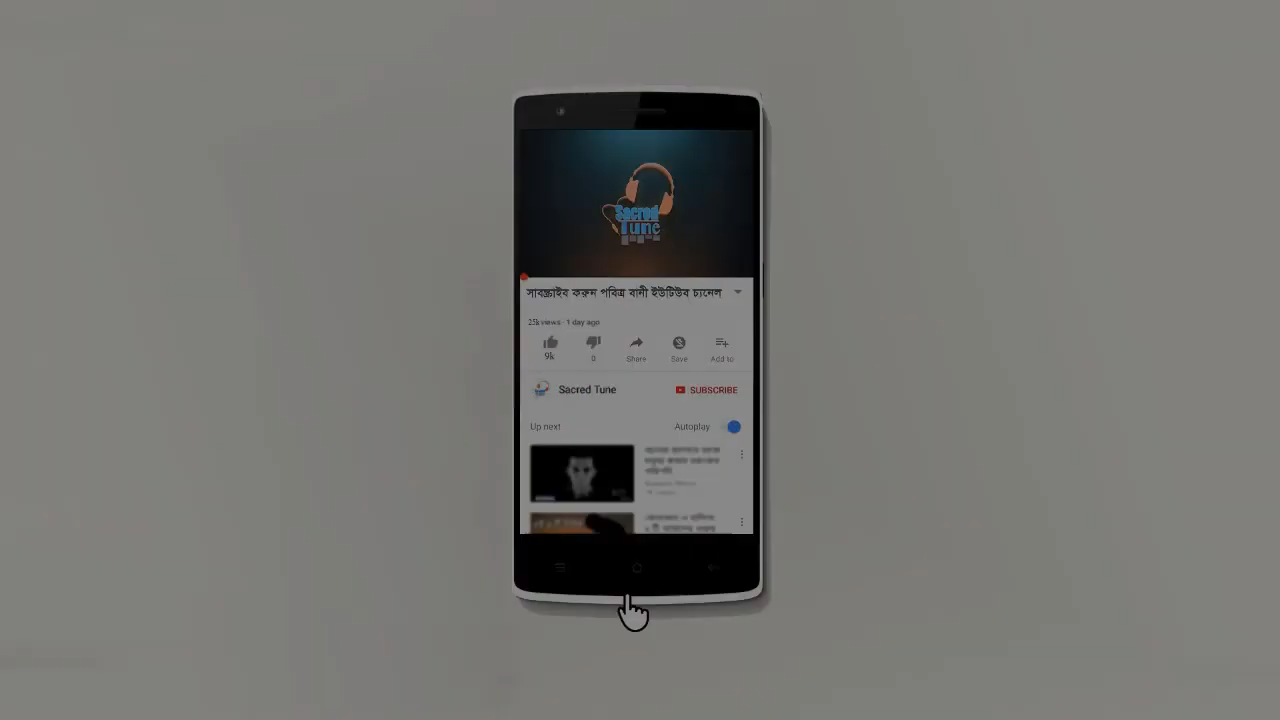 Sacred
Tune
সাবস্ক্রাইব করুন পবিত্র বানী ইউটিউব চ্যানেল
25k views · 1 day ago
9k
0
Share
Save
Add to
Sacred Tune
SUBSCRIBE
Up next
Autoplay